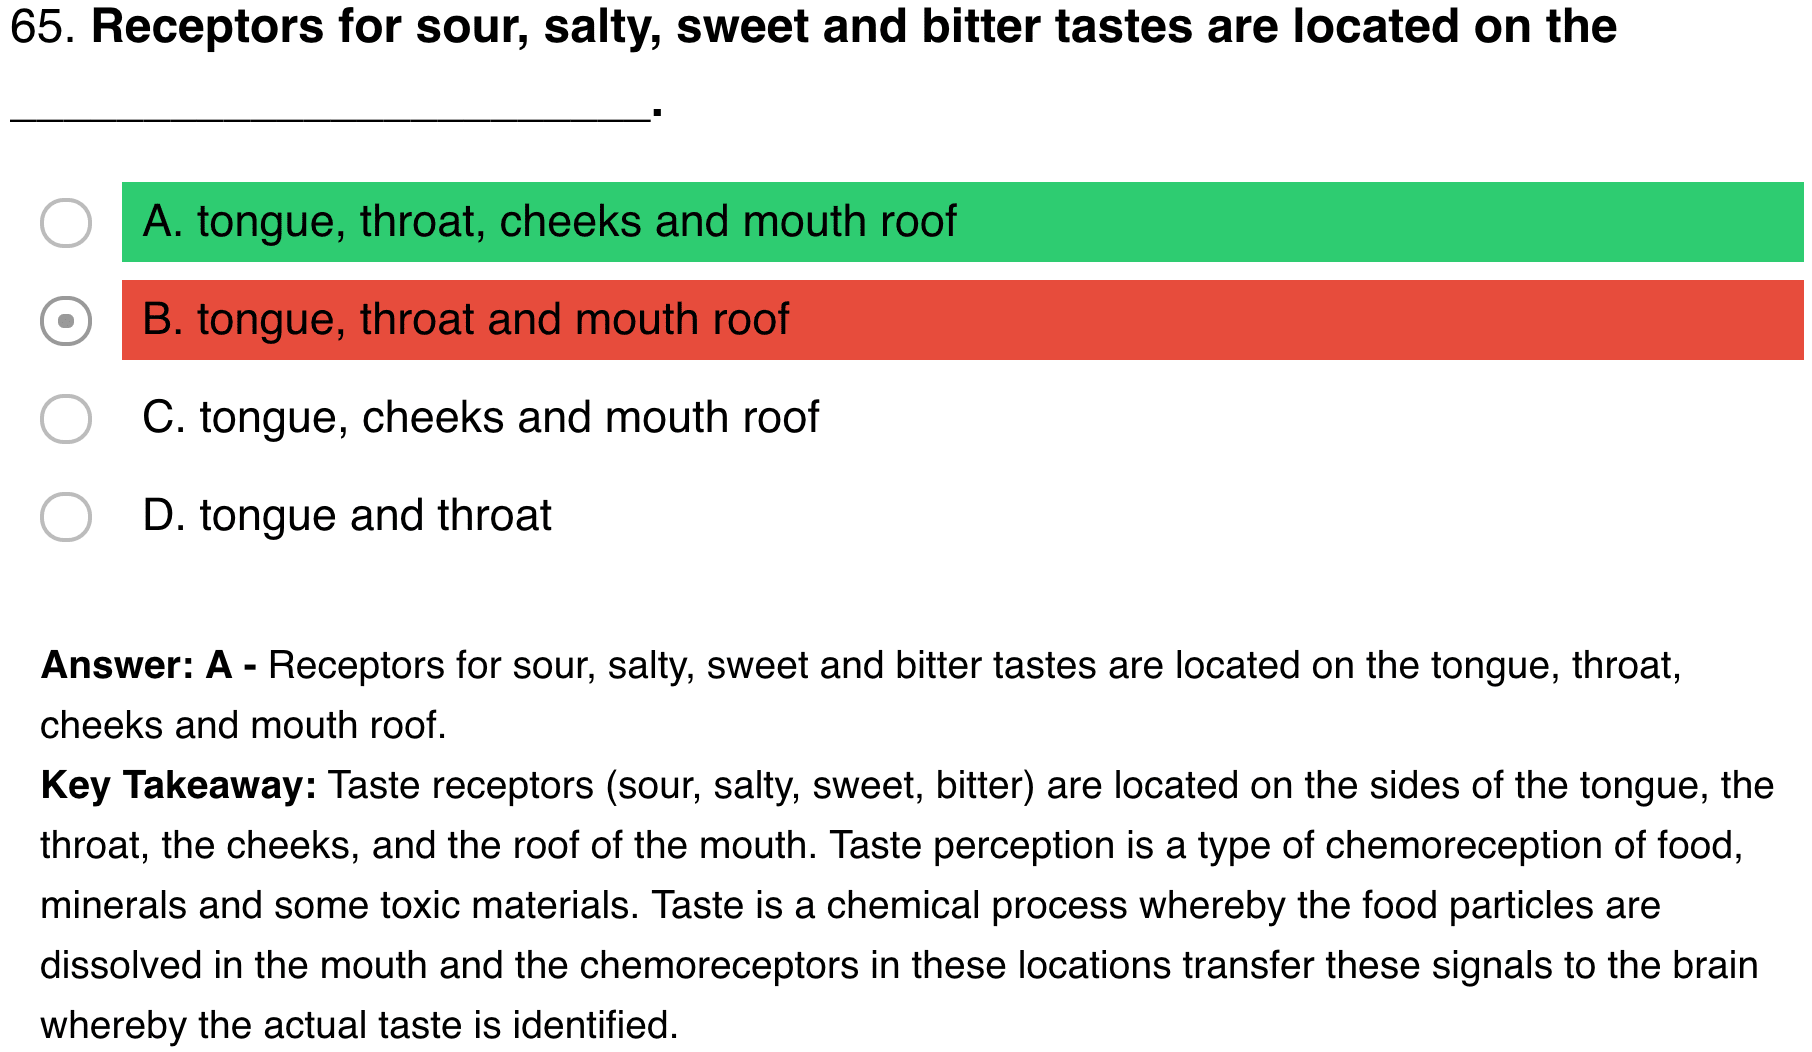 65. Receptors for sour, salty, sweet and bitter tastes are located on the
________________________.
A. tongue, throat, cheeks and mouth roof
B. tongue, throat and mouth roof
C. tongue, cheeks and mouth roof
D. tongue and throat
Answer: A - Receptors for sour, salty, sweet and bitter tastes are located on the tongue, throat,
cheeks and mouth roof.
Key Takeaway: Taste receptors (sour, salty, sweet, bitter) are located on the sides of the tongue, the
throat, the cheeks, and the roof of the mouth. Taste perception is a type of chemoreception of food,
minerals and some toxic materials. Taste is a chemical process whereby the food particles are
dissolved in the mouth and the chemoreceptors in these locations transfer these signals to the brain
whereby the actual taste is identified.